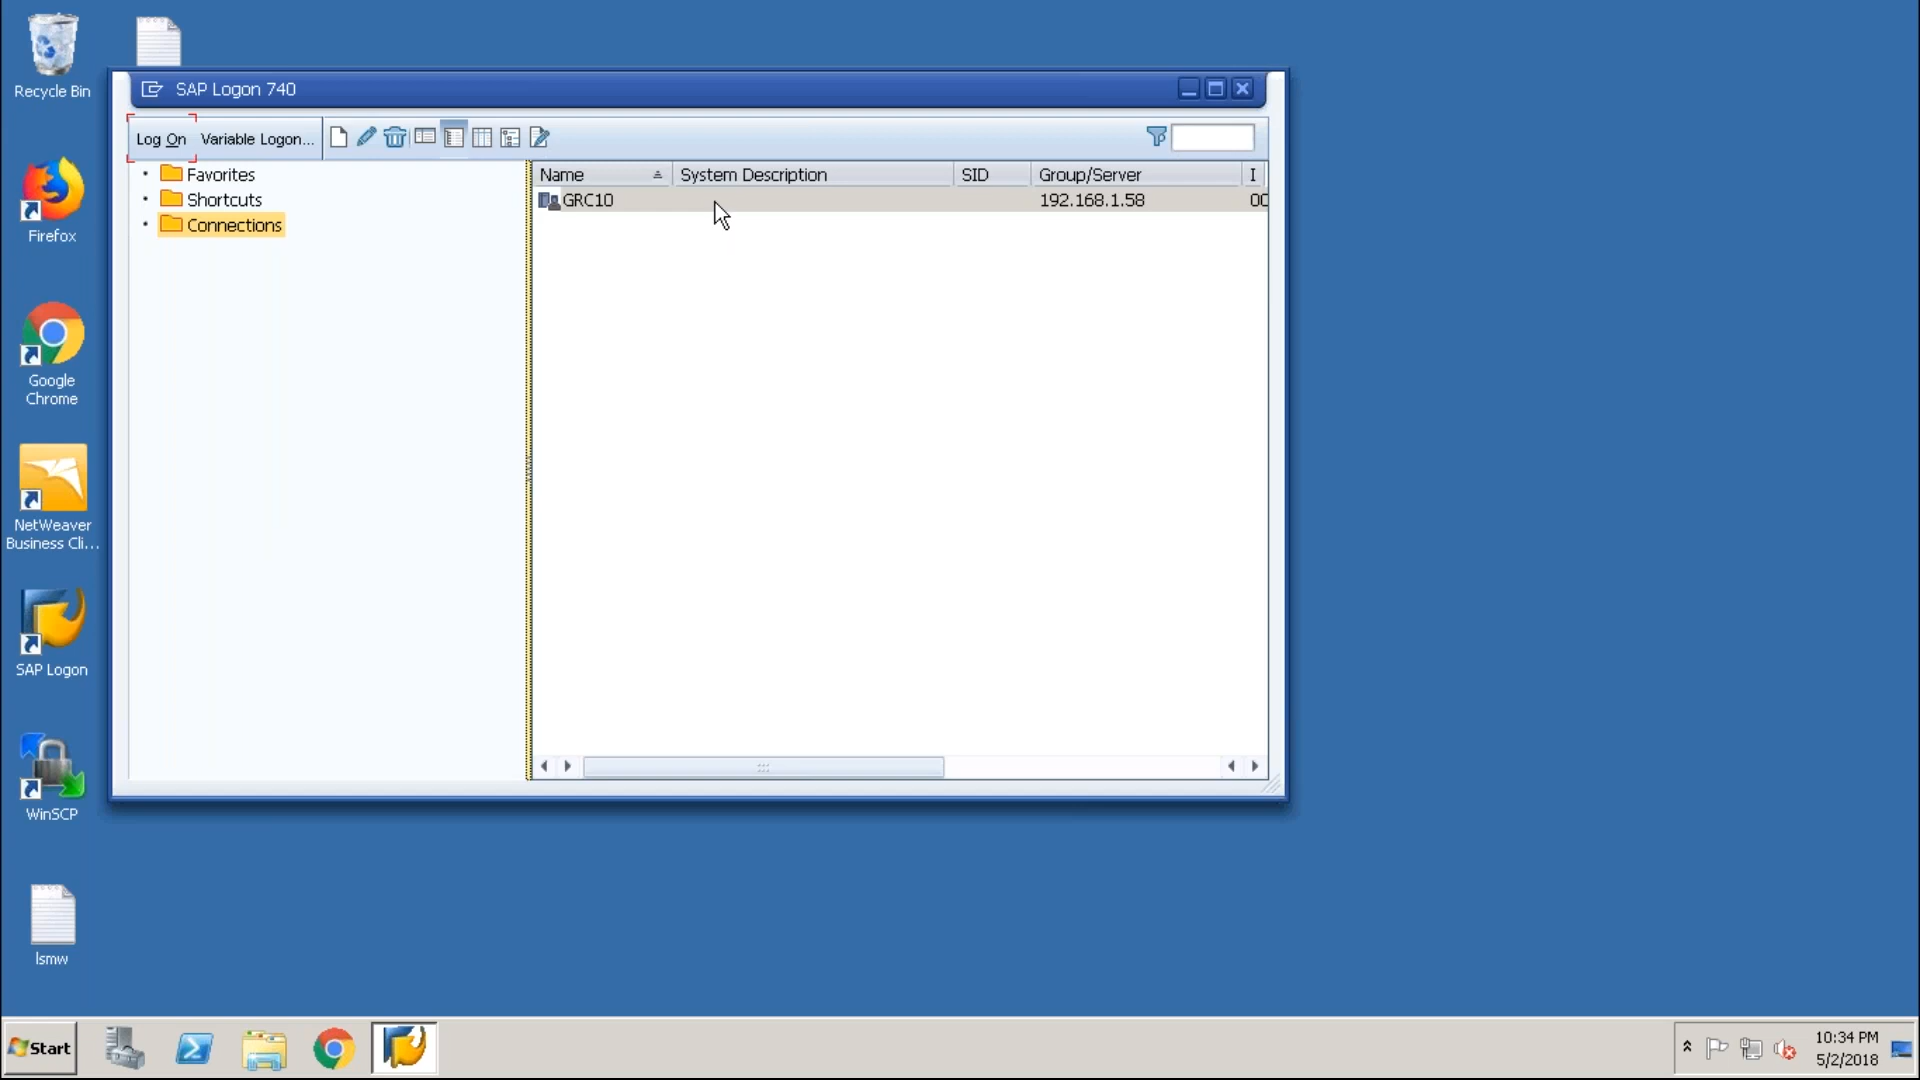 Recycle Bin
SAP Logon 740
Log On Variable Logon...
Favorites
Shortcuts
Connections
Name System Description SID Group/Server I
GRC10 192.168.1.58 00
Firefox
Google
Chrome
NetWeaver
Business Cli...
SAP Logon
WinSCP
lsmw
Start
10:34 PM
5/2/2018